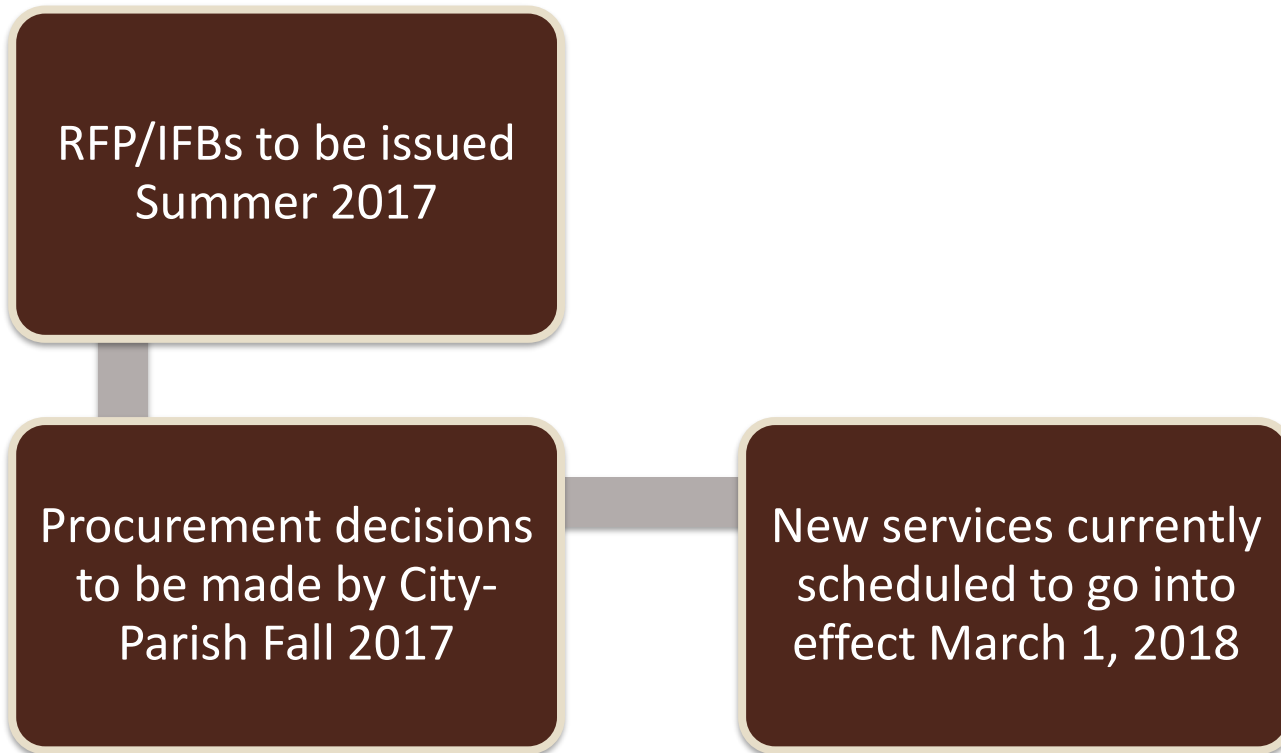 RFP/IFBs to be issued
Summer 2017
Procurement decisions
to be made by City-
Parish Fall 2017
New services currently
scheduled to go into
effect March 1, 2018